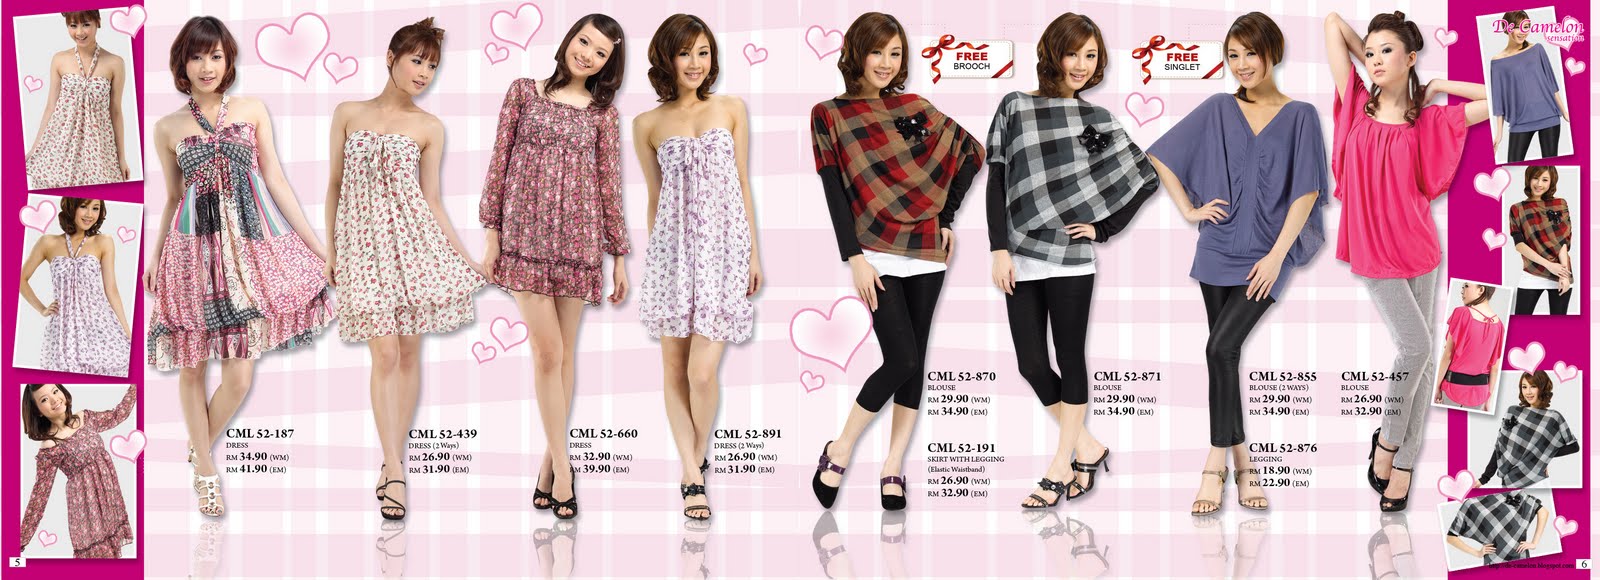 De-Camelon
sensation
FREE
BROOCH
FREE
SINGLET
CML 52-187
DRESS
RM 34.90 (WM)
RM 41.90 (EM)
CML 52-439
DRESS (2 Ways)
RM 26.90 (WM)
RM 31.90 (EM)
CML 52-660
DRESS
RM 32.90 (WM)
RM 39.90 (EM)
CML 52-891
DRESS (2 Ways)
RM 26.90 (WM)
RM 31.90 (EM)
CML 52-870
BLOUSE
RM 29.90 (WM)
RM 34.90 (EM)
CML 52-191
SKIRT WITH LEGGING
(Elastic Waistband)
RM 26.90 (WM)
RM 32.90 (EM)
CML 52-871
BLOUSE
RM 29.90 (WM)
RM 34.90 (EM)
CML 52-855
BLOUSE (2 WAYS)
RM 29.90 (WM)
RM 34.90 (EM)
CML 52-876
LEGGING
RM 18.90 (WM)
RM 22.90 (EM)
CML 52-457
BLOUSE
RM 26.90 (WM)
RM 32.90 (EM)
5
http://de-camelon.blogspot.com 6